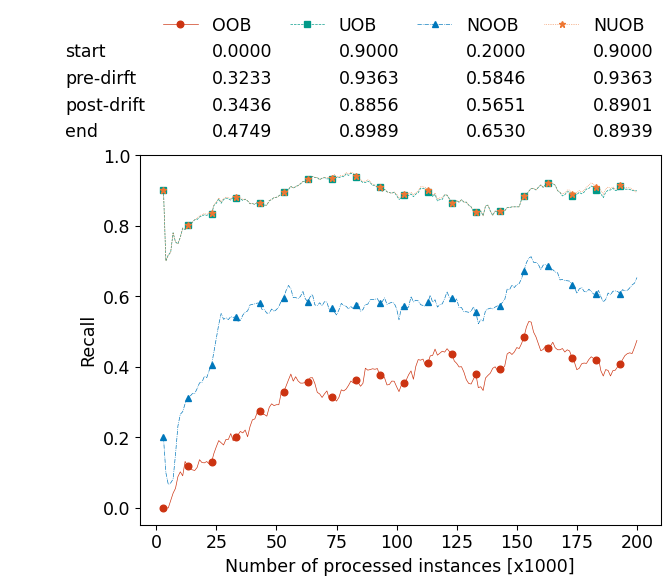 OOB UOB NOOB NUOB
start 0.0000 0.9000 0.2000 0.9000
pre-dirft 0.3233 0.9363 0.5846 0.9363
post-drift 0.3436 0.8856 0.5651 0.8901
end 0.4749 0.8989 0.6530 0.8939
1.0
0.8
0.6
0.4
0.2
0.0
Recall
0 25 50 75 100 125 150 175 200
Number of processed instances [x1000]